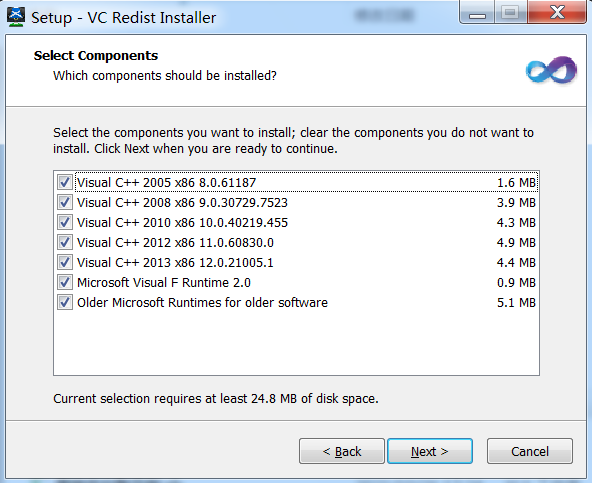 Setup - VC Redist Installer
Select Components
Which components should be installed?
Select the components you want to install; clear the components you do not want to
install. Click Next when you are ready to continue.
Visual C++ 2005 x86 8.0.61187 1.6 MB
Visual C++ 2008 x86 9.0.30729.7523 3.9 MB
Visual C++ 2010 x86 10.0.40219.455 4.3 MB
Visual C++ 2012 x86 11.0.60830.0 4.9 MB
Visual C++ 2013 x86 12.0.21005.1 4.4 MB
Microsoft Visual F Runtime 2.0 0.9 MB
Older Microsoft Runtimes for older software 5.1 MB
Current selection requires at least 24.8 MB of disk space.
< Back Next > Cancel